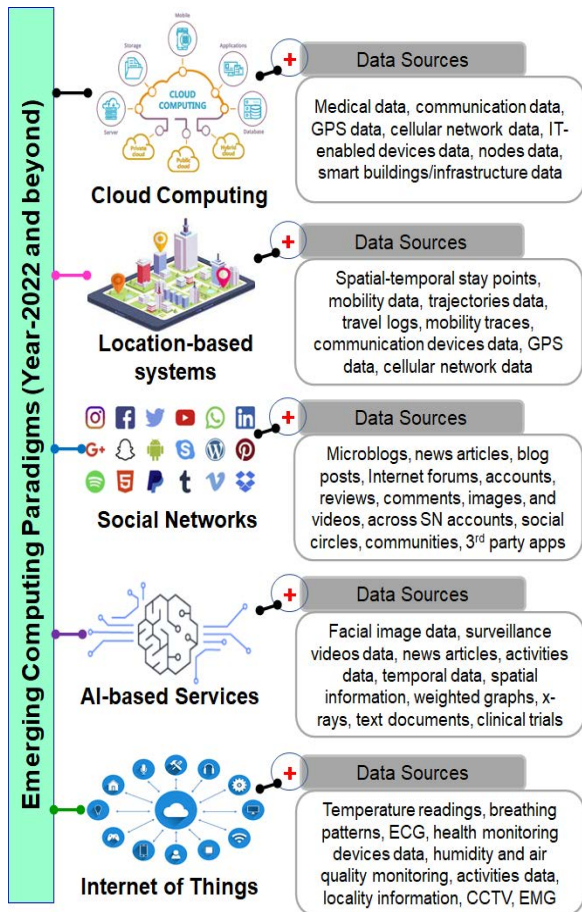 Emerging Computing Paradigms (Year-2022 and beyond)
Mobile
Storage
Applications
CLOUD
COMPUTING
Server
Database
Private
cloud
Public
cloud
Hybrid
cloud
Cloud Computing
Data Sources
Medical data, communication data,
GPS data, cellular network data, IT-
enabled devices data, nodes data,
smart buildings/infrastructure data
Location-based
systems
Data Sources
Spatial-temporal stay points,
mobility data, trajectories data,
travel logs, mobility traces,
communication devices data, GPS
data, cellular network data
Social Networks
Data Sources
Microblogs, news articles, blog
posts, Internet forums, accounts,
reviews, comments, images, and
videos, across SN accounts, social
circles, communities, 3rd party apps
AI-based Services
Data Sources
Facial image data, surveillance
videos data, news articles, activities
data, temporal data, spatial
information, weighted graphs, x-
rays, text documents, clinical trials
Internet of Things
Data Sources
Temperature readings, breathing
patterns, ECG, health monitoring
devices data, humidity and air
quality monitoring, activities data,
locality information, CCTV, EMG